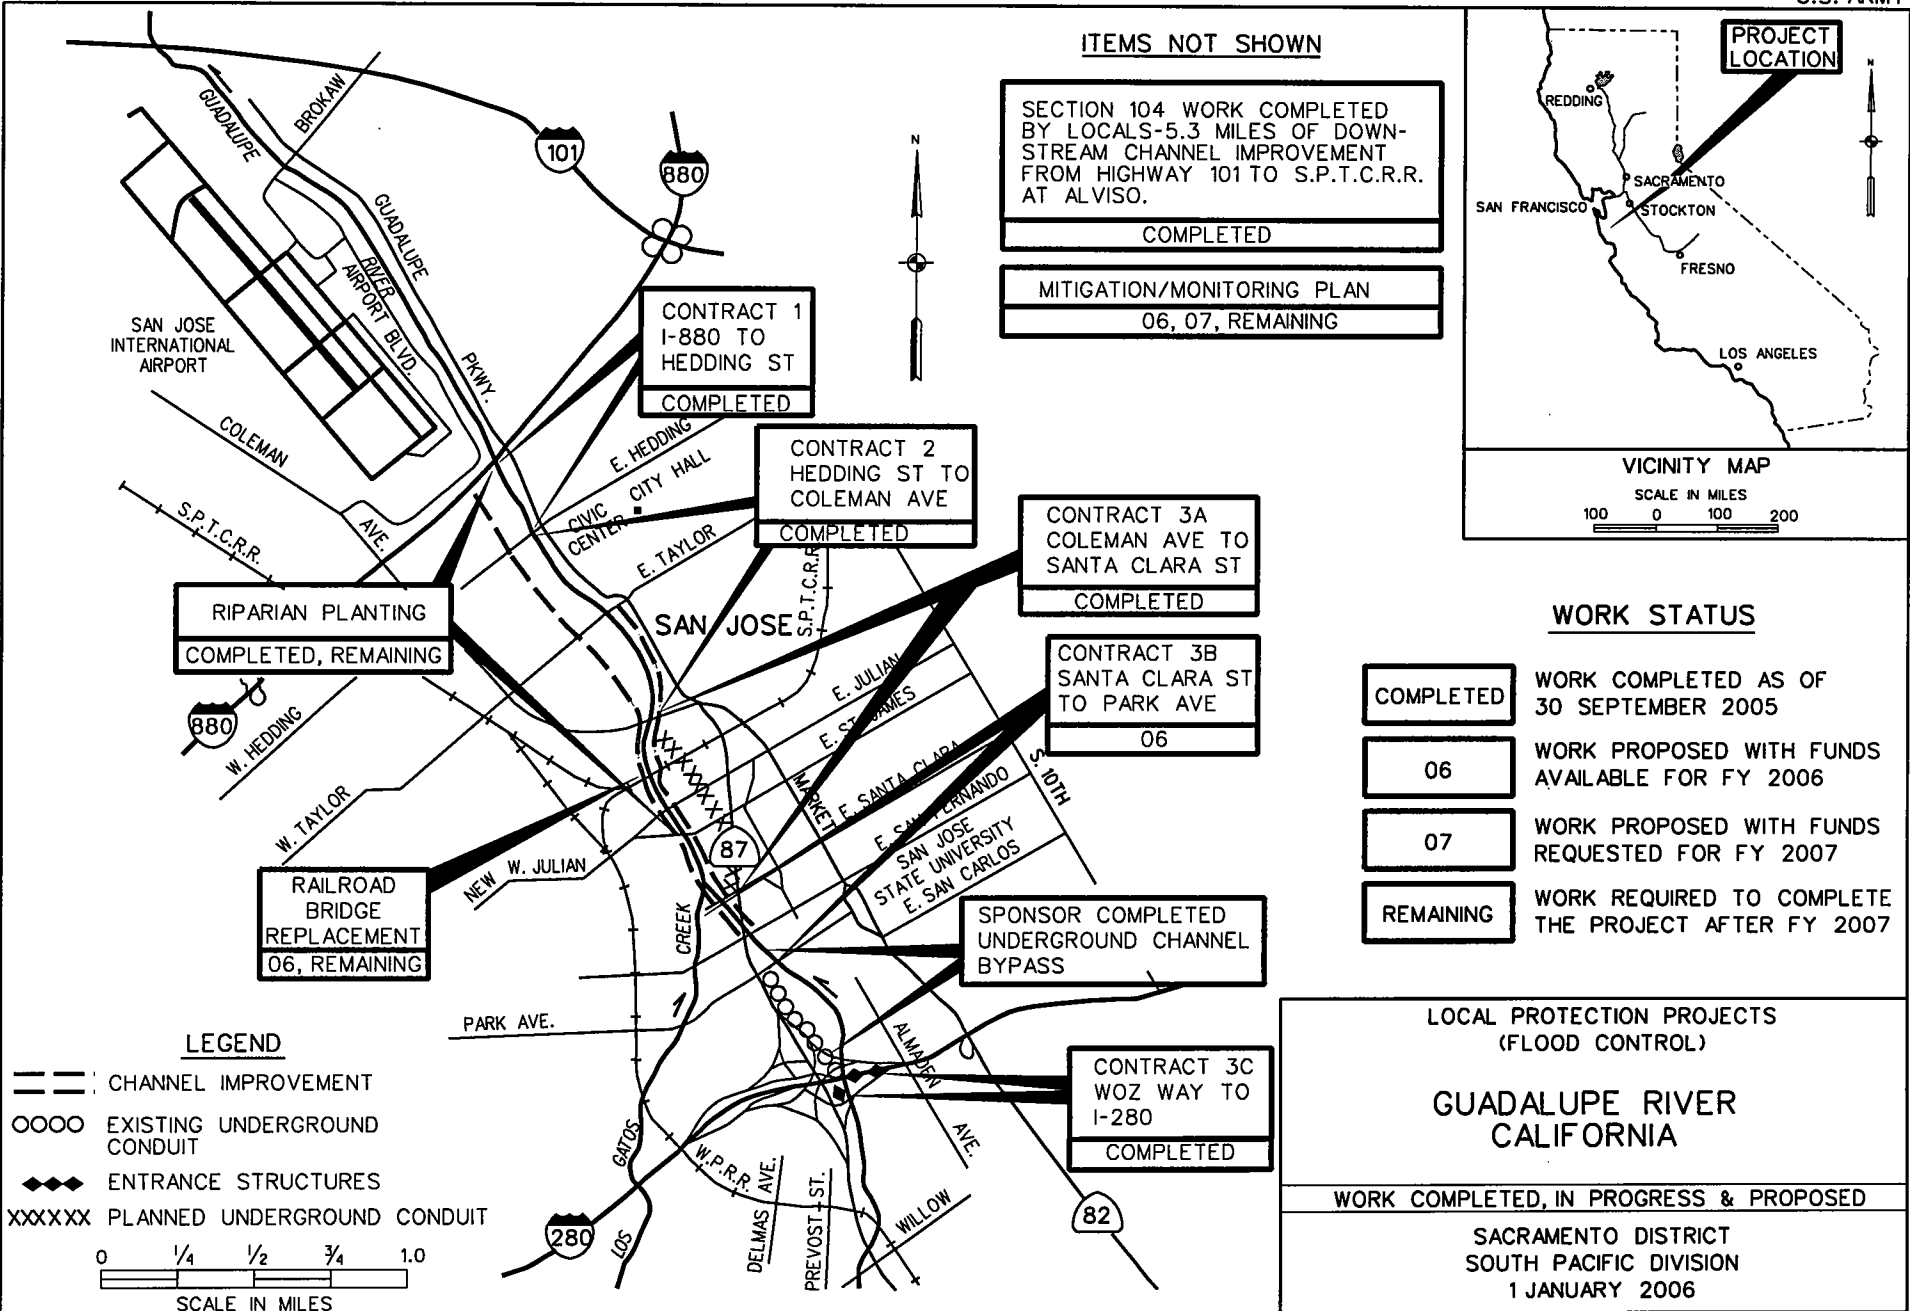 ITEMS NOT SHOWN
SECTION 104 WORK COMPLETED
BY LOCALS-5.3 MILES OF DOWN-
STREAM CHANNEL IMPROVEMENT
FROM HIGHWAY 101 TO S.P.T.C.R.R.
AT ALVISO.
COMPLETED
MITIGATION/MONITORING PLAN
06, 07, REMAINING
PROJECT
LOCATION
N
REDDING
SACRAMENTO
SAN FRANCISCO
STOCKTON
FRESNO
LOS ANGELES
VICINITY MAP
SCALE IN MILES
100 0 100 200
N
GUADALUPE
BROKAW
101
880
GUADALUPE
PKWY.
RIVER
AIRPORT BLVD.
SAN JOSE
INTERNATIONAL
AIRPORT
COLEMAN
AVE.
S.P.T.C.R.R.
CONTRACT 1
I-880 TO
HEDDING ST
COMPLETED
E. HEDDING
CITY HALL
CIVIC
CENTER
E. TAYLOR
CONTRACT 2
HEDDING ST TO
COLEMAN AVE
COMPLETED
S.P.T.C.R.R.
CONTRACT 3A
COLEMAN AVE TO
SANTA CLARA ST
COMPLETED
RIPARIAN PLANTING
COMPLETED, REMAINING
SAN JOSE
880
W. HEDDING
W. TAYLOR
E. JULIAN
E. ST. JAMES
CONTRACT 3B
SANTA CLARA ST
TO PARK AVE
06
S. 10TH
MARKET
E. SANTA CLARA
E. SAN FERNANDO
SAN JOSE
STATE UNIVERSITY
E. SAN CARLOS
87
NEW W. JULIAN
RAILROAD
BRIDGE
REPLACEMENT
06, REMAINING
CREEK
SPONSOR COMPLETED
UNDERGROUND CHANNEL
BYPASS
PARK AVE.
ALMADEN
AVE.
CONTRACT 3C
WOZ WAY TO
I-280
COMPLETED
GATOS
LOS
W.P.R.R.
DELMAS AVE.
PREVOST ST.
WILLOW
280
82
LEGEND
CHANNEL IMPROVEMENT
EXISTING UNDERGROUND
CONDUIT
ENTRANCE STRUCTURES
XXXXXX PLANNED UNDERGROUND CONDUIT
0 1/4 1/2 3/4 1.0
SCALE IN MILES
WORK STATUS
COMPLETED WORK COMPLETED AS OF
30 SEPTEMBER 2005
06 WORK PROPOSED WITH FUNDS
AVAILABLE FOR FY 2006
07 WORK PROPOSED WITH FUNDS
REQUESTED FOR FY 2007
REMAINING WORK REQUIRED TO COMPLETE
THE PROJECT AFTER FY 2007
LOCAL PROTECTION PROJECTS
(FLOOD CONTROL)
GUADALUPE RIVER
CALIFORNIA
WORK COMPLETED, IN PROGRESS & PROPOSED
SACRAMENTO DISTRICT
SOUTH PACIFIC DIVISION
1 JANUARY 2006